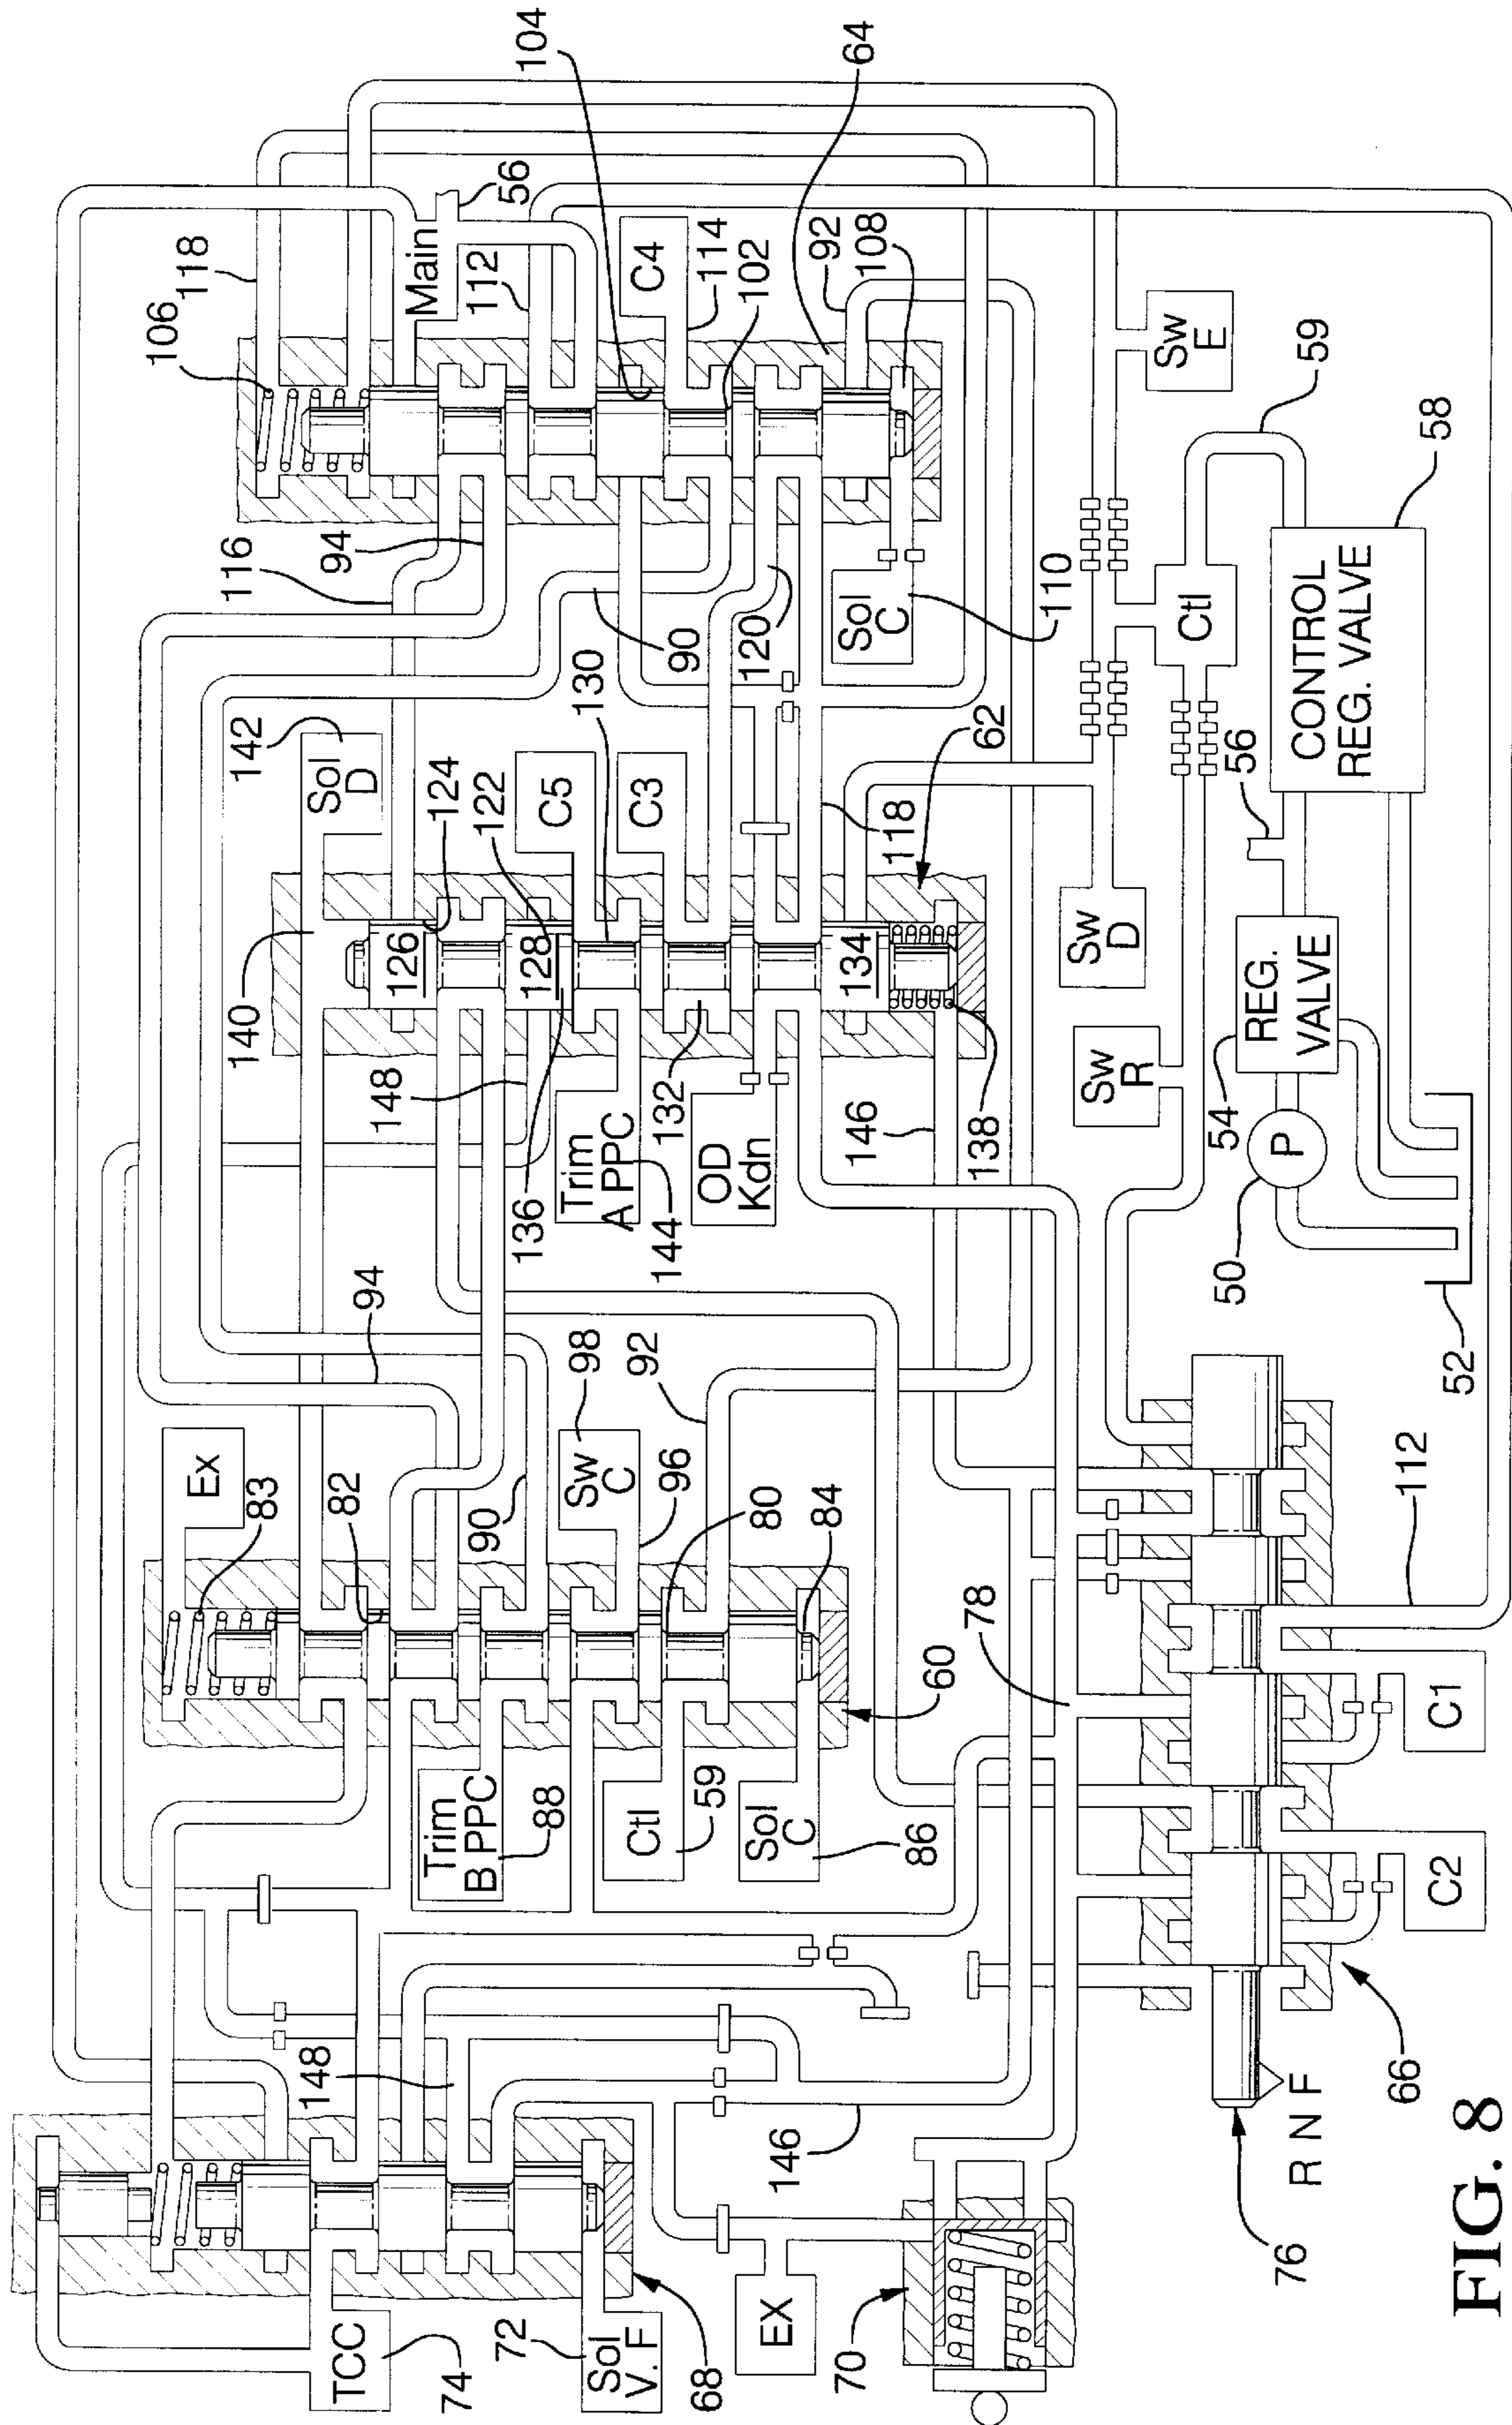 118
106
Main
56
104
112
C4
114
102
64
92
108
116
94
90
142
Sol
D
124
122
130
C5
C3
120
Sol
C
110
118
62
126
128
134
140
148
136
Trim
A PPC
144
132
OD
Kdn
146
138
Sw
E
59
58
CONTROL
REG. VALVE
Ctl
56
Sw
D
Sw
R
54
REG.
VALVE
P
50
52
94
83
Ex
82
90
98
Sw
C
96
92
80
84
60
Trim
B PPC
88
Ctl
59
Sol
C
86
78
112
C1
C2
66
76
R N F
148
146
TCC
74
72
Sol
V. F
68
EX
70
FIG. 8